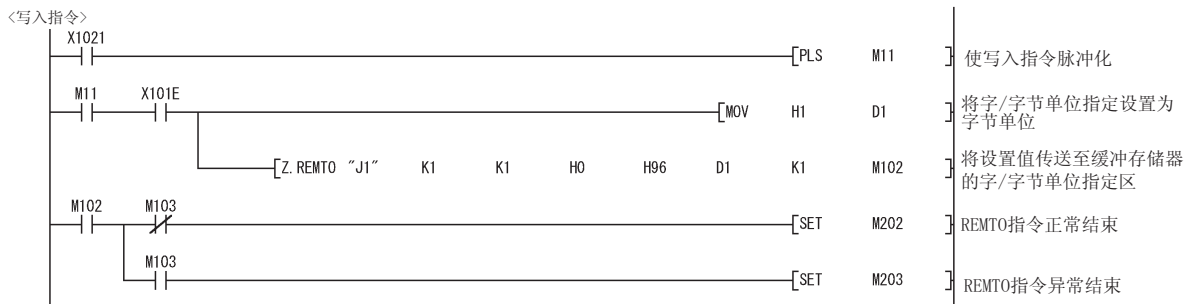 <写入指令>
X1021
[PLS M11 ] 使写入指令脉冲化
M11 X101E
[MOV H1 D1 ] 将字/字节单位指定设置为
字节单位
[Z.REMTO "J1" K1 K1 H0 H96 D1 K1 M102 ] 将设置值传送至缓冲存储器
的字/字节单位指定区
M102 M103
[SET M202 ] REMTO指令正常结束
M103
[SET M203 ] REMTO指令异常结束